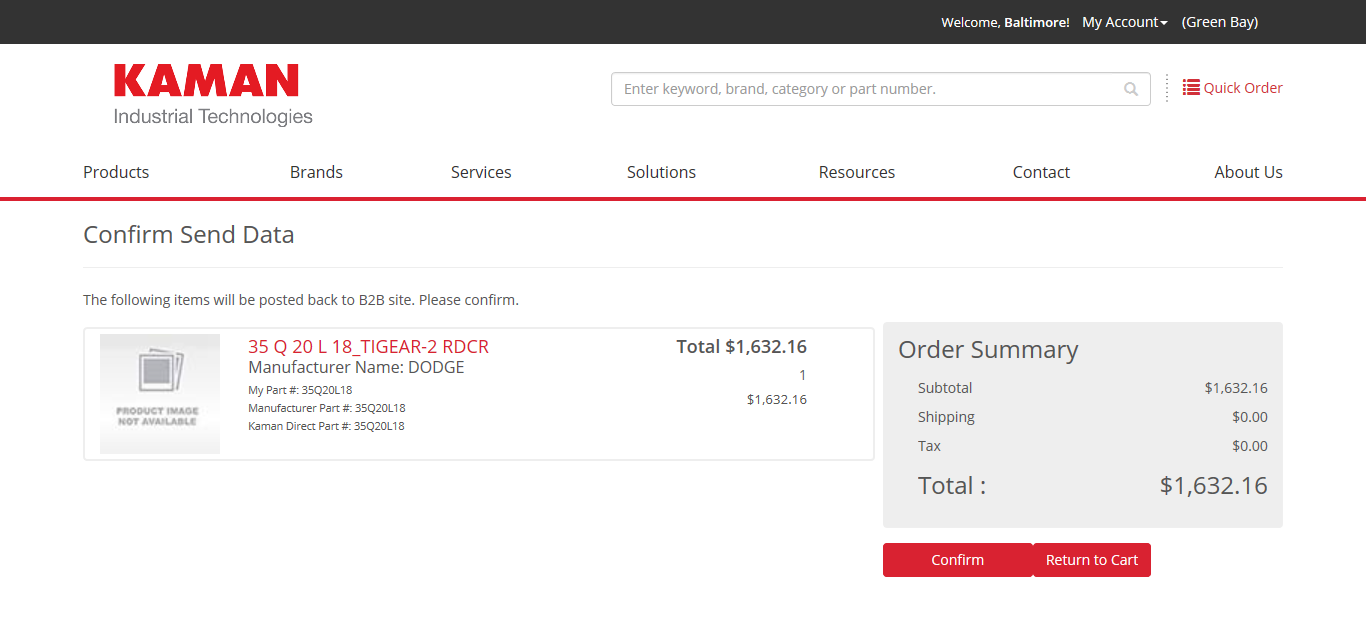 Welcome, Baltimore! My Account (Green Bay)
KAMAN
Industrial Technologies
Enter keyword, brand, category or part number.
Quick Order
Products Brands Services Solutions Resources Contact About Us
Confirm Send Data
The following items will be posted back to B2B site. Please confirm.
PRODUCT IMAGE
NOT AVAILABLE
35 Q 20 L 18_TIGEAR-2 RDCR
Manufacturer Name: DODGE
My Part #: 35Q20L18
Manufacturer Part #: 35Q20L18
Kaman Direct Part #: 35Q20L18
Total $1,632.16
1
$1,632.16
Order Summary
Subtotal $1,632.16
Shipping $0.00
Tax $0.00
Total : $1,632.16
Confirm Return to Cart